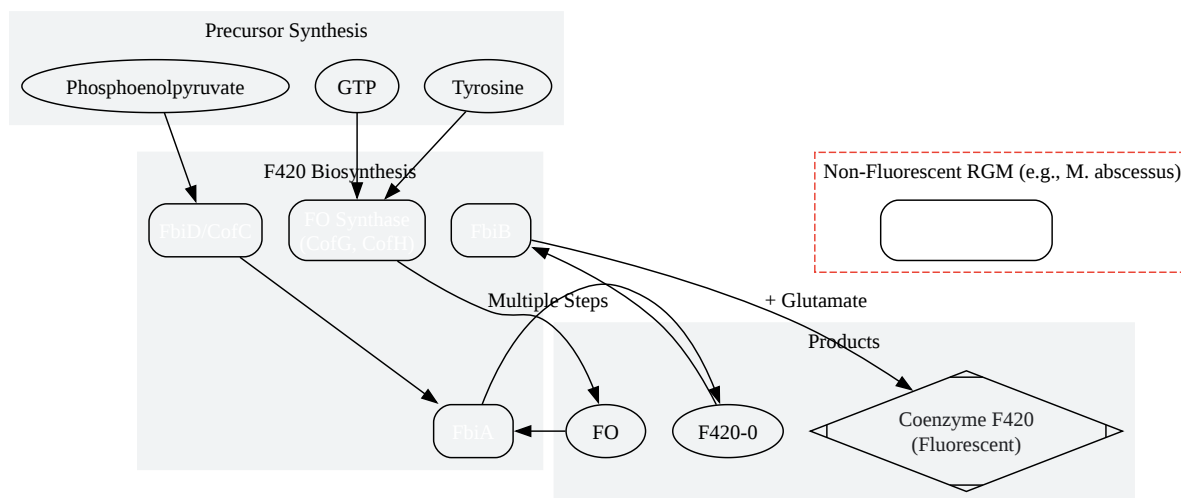 Precursor Synthesis
Phosphoenolpyruvate
GTP
Tyrosine
F420 Biosynthesis
Non-Fluorescent RGM (e.g., M. abscessus)
FbiD/CofC
FO Synthase
(CofG, CofH)
FbiB
Multiple Steps
+ Glutamate
Products
FbiA
FO
F420-0
Coenzyme F420
(Fluorescent)